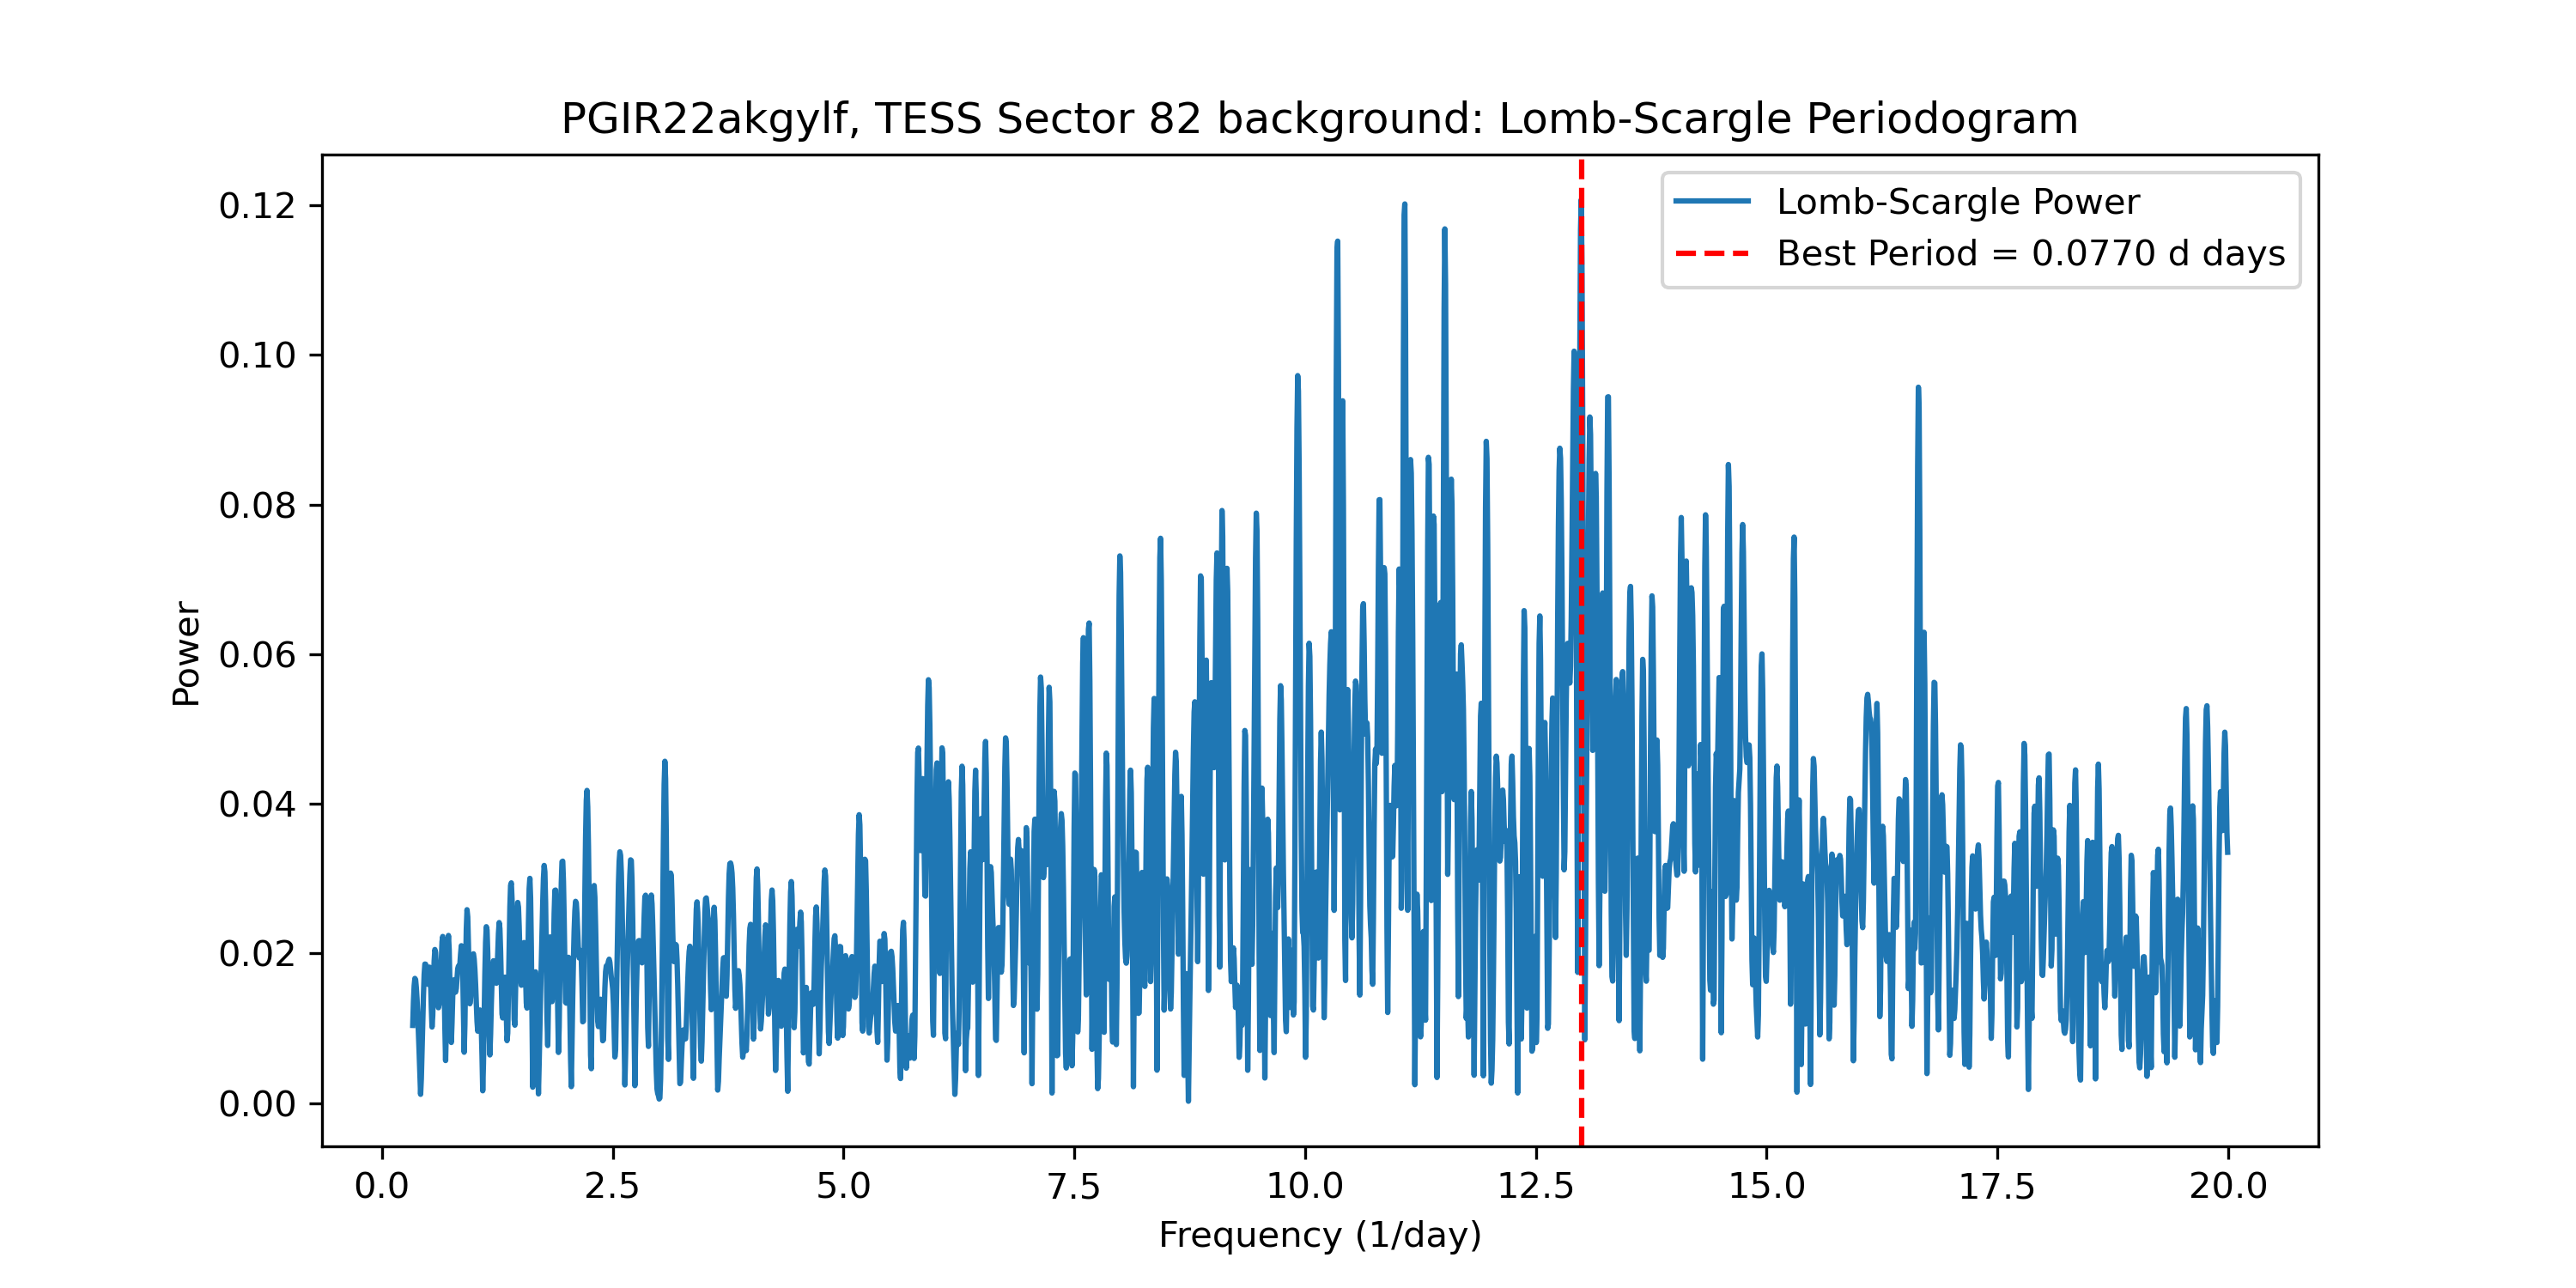 PGIR22akgylf, TESS Sector 82 background: Lomb-Scargle Periodogram
Lomb-Scargle Power
Best Period = 0.0770 d days
0.12
0.10
0.08
0.06
0.04
0.02
0.00
Power
0.0 2.5 5.0 7.5 10.0 12.5 15.0 17.5 20.0
Frequency (1/day)